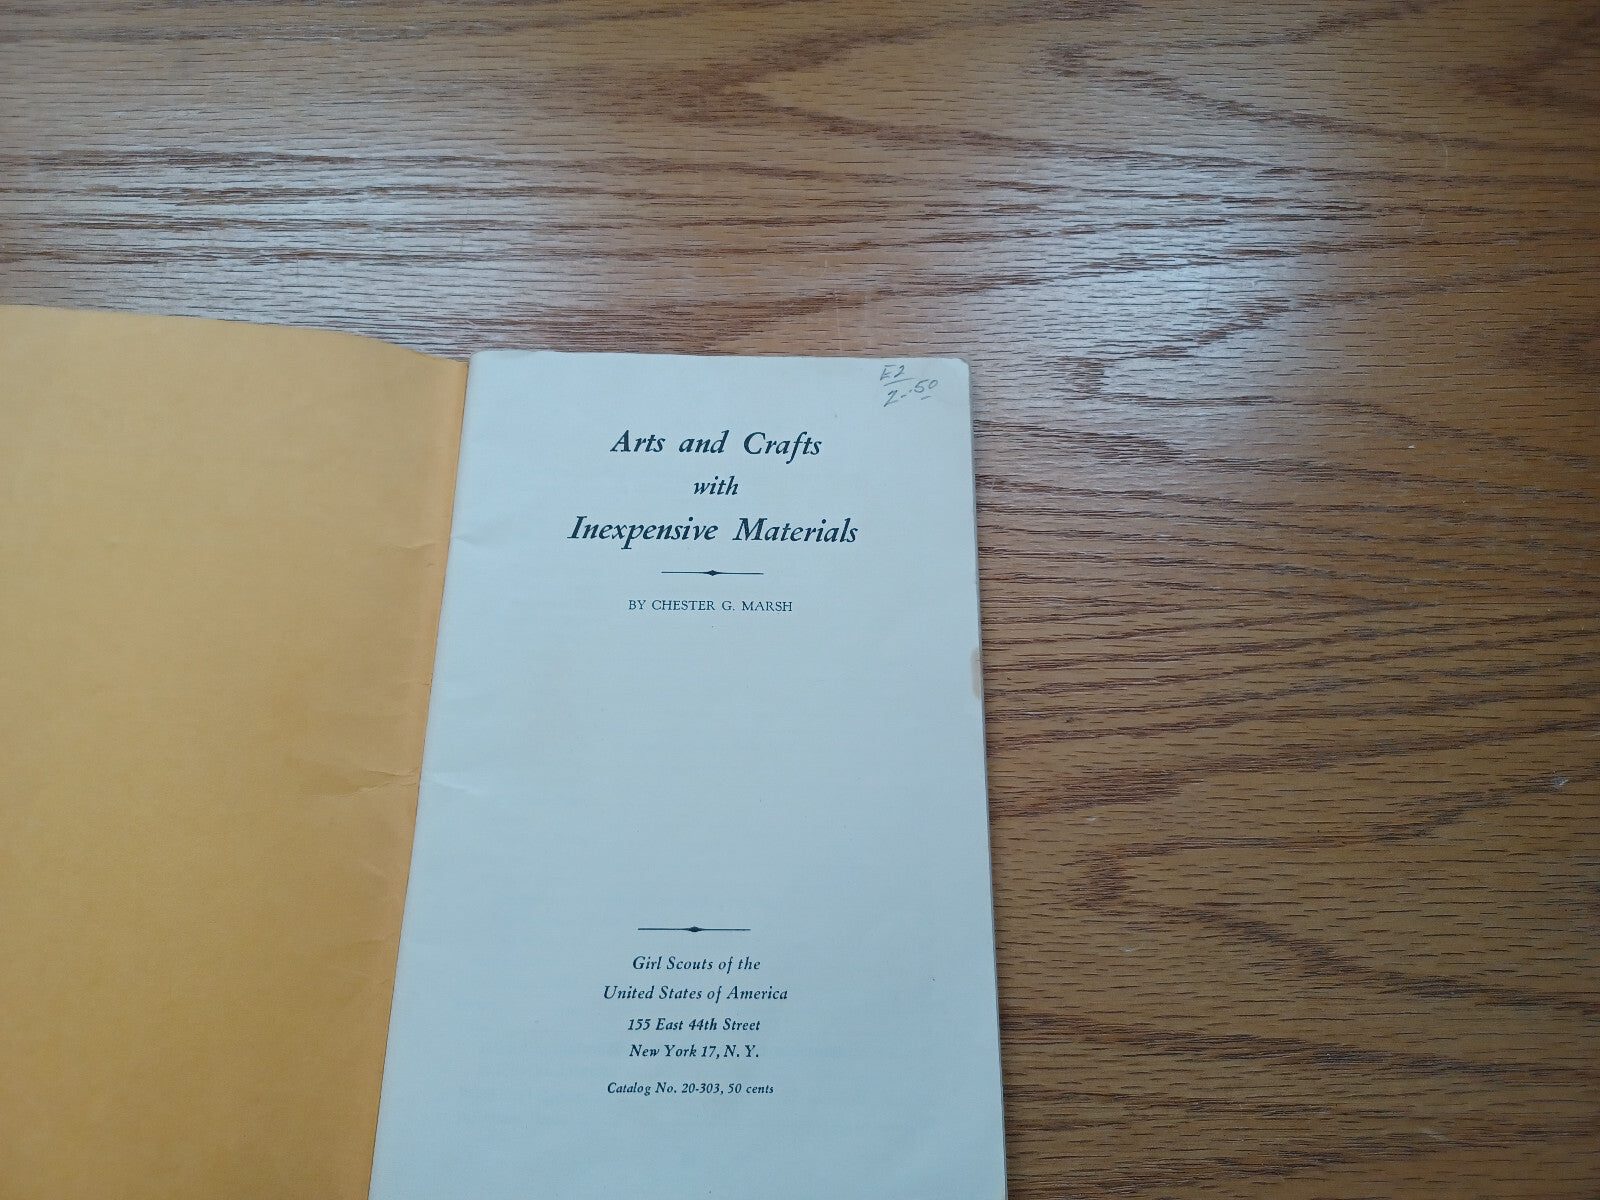 E2
2-.50
Arts and Crafts
with
Inexpensive Materials
BY CHESTER G. MARSH
Girl Scouts of the
United States of America
155 East 44th Street
New York 17, N. Y.
Catalog No. 20-303, 50 cents